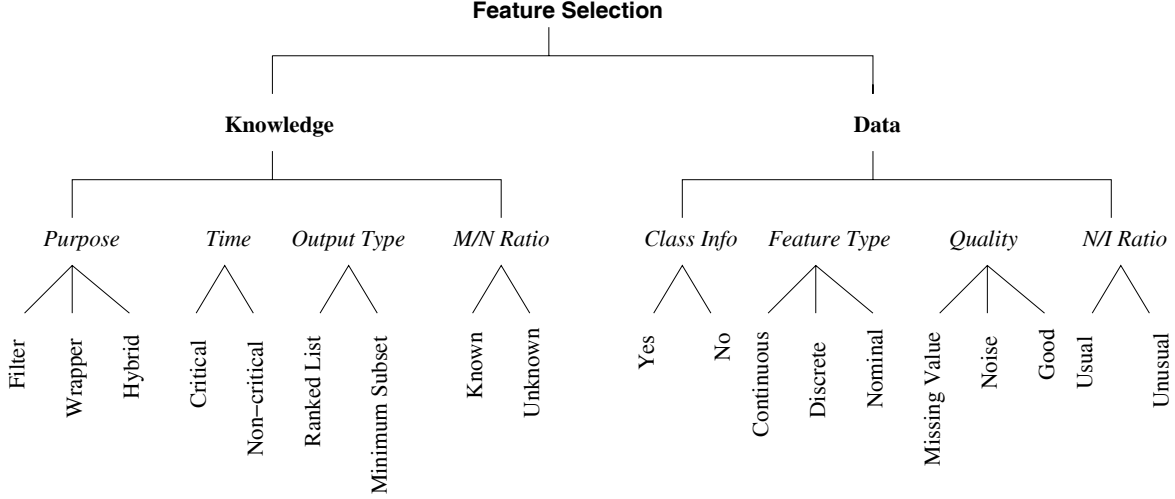 Feature Selection
Knowledge
Data
Purpose
Time
Output Type
M/N Ratio
Class Info
Feature Type
Quality
N/I Ratio
Filter
Wrapper
Hybrid
Critical
Non−critical
Ranked List
Minimum Subset
Known
Unknown
Yes
No
Continuous
Discrete
Nominal
Missing Value
Noise
Good
Usual
Unusual